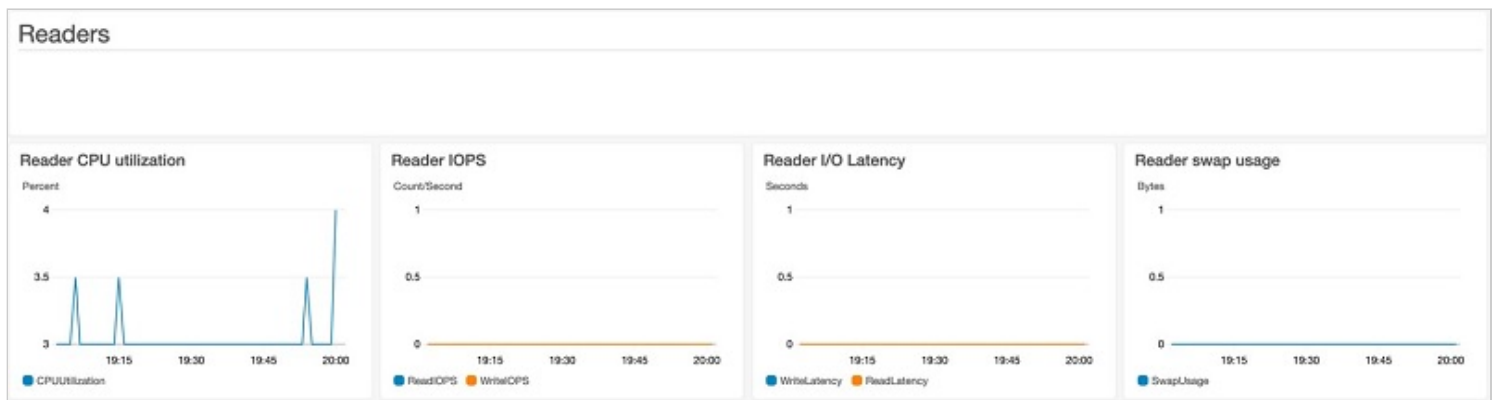 Readers
Reader CPU utilization
Percent
4
3.5
3
19:15 19:30 19:45 20:00
CPUUtilization
Reader IOPS
Count/Second
1
0.5
0
19:15 19:30 19:45 20:00
ReadIOPS WriteIOPS
Reader I/O Latency
Seconds
1
0.5
0
19:15 19:30 19:45 20:00
WriteLatency ReadLatency
Reader swap usage
Bytes
1
0.5
0
19:15 19:30 19:45 20:00
SwapUsage